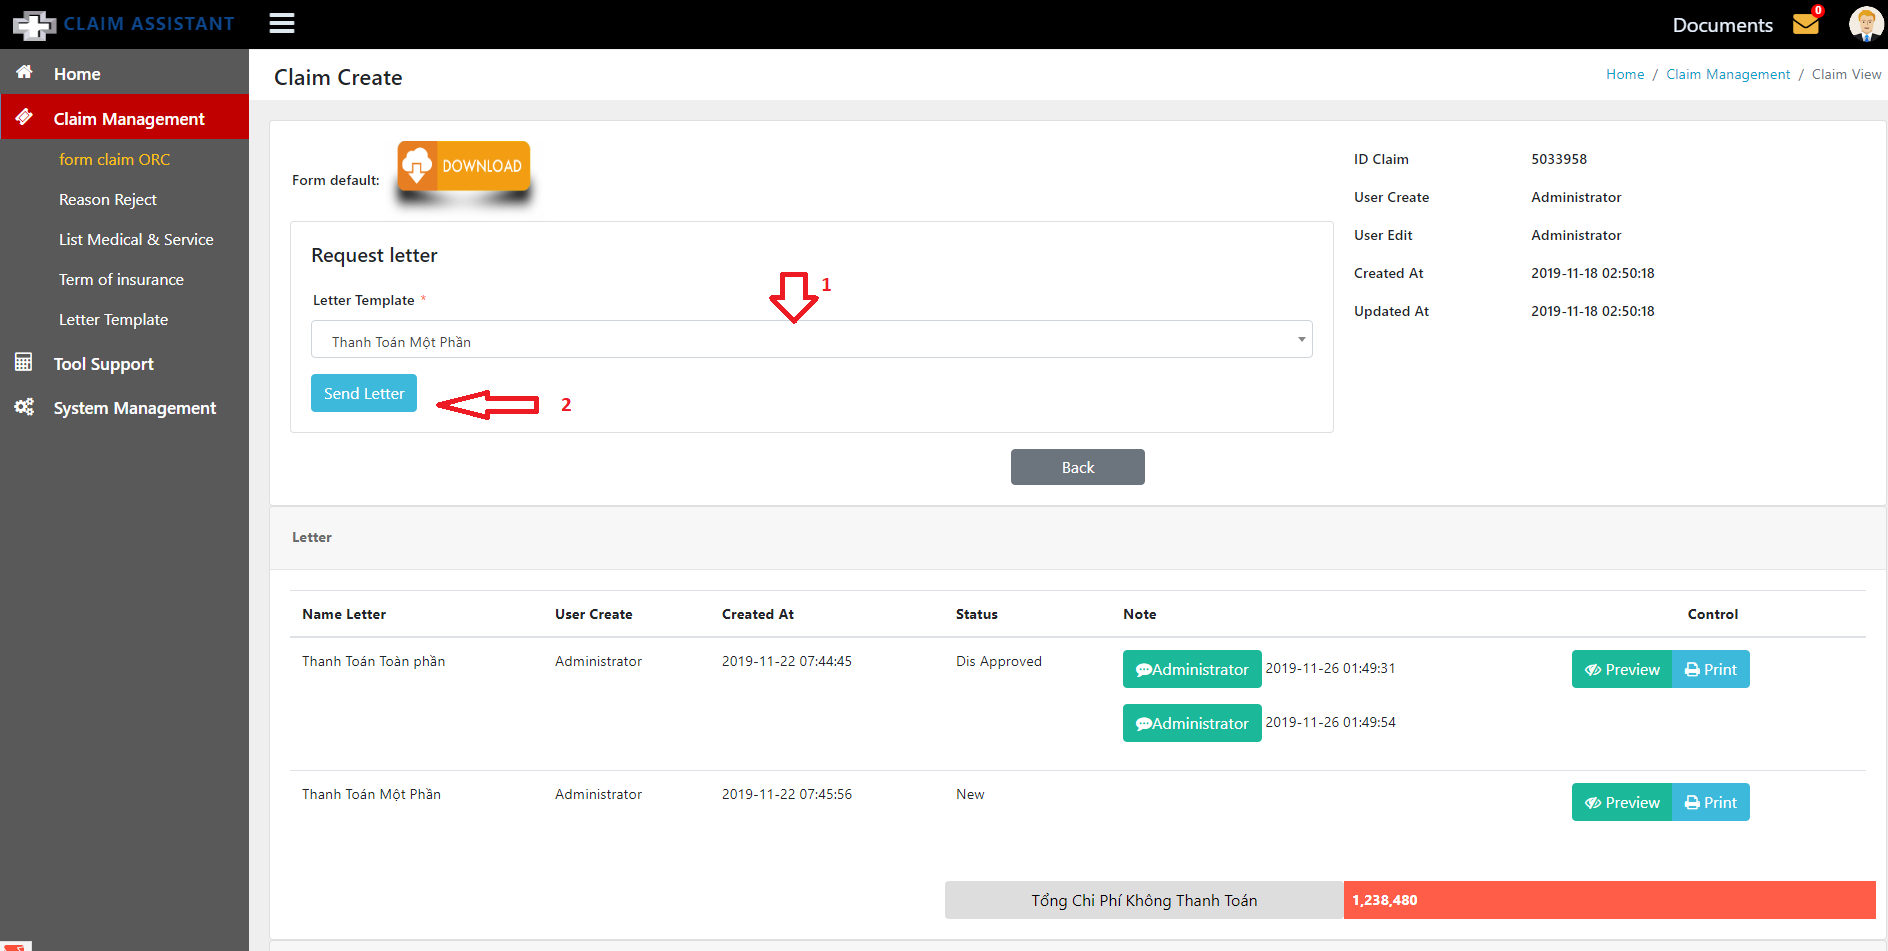 CLAIM ASSISTANT
Documents
0
Home
Claim Management
form claim ORC
Reason Reject
List Medical & Service
Term of insurance
Letter Template
Tool Support
System Management
Claim Create
Home / Claim Management / Claim View
Form default:
DOWNLOAD
ID Claim 5033958
User Create Administrator
User Edit Administrator
Created At 2019-11-18 02:50:18
Updated At 2019-11-18 02:50:18
Request letter
Letter Template *
1
Thanh Toán Một Phần
Send Letter
2
Back
Letter
Name Letter User Create Created At Status Note Control
Thanh Toán Toàn phần Administrator 2019-11-22 07:44:45 Dis Approved Administrator 2019-11-26 01:49:31 Preview Print
Administrator 2019-11-26 01:49:54
Thanh Toán Một Phần Administrator 2019-11-22 07:45:56 New Preview Print
Tổng Chi Phí Không Thanh Toán 1,238,480